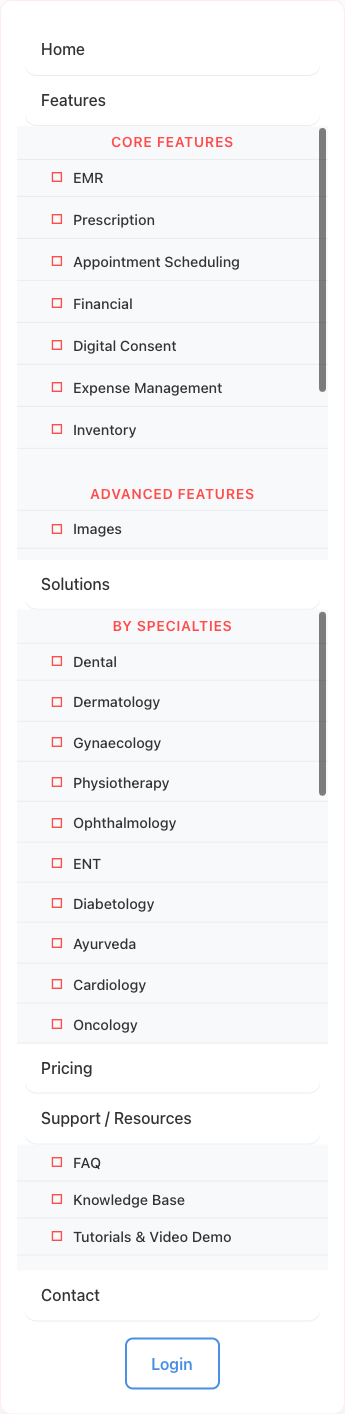 Home
Features
CORE FEATURES
EMR
Prescription
Appointment Scheduling
Financial
Digital Consent
Expense Management
Inventory
ADVANCED FEATURES
Images
Solutions
BY SPECIALTIES
Dental
Dermatology
Gynaecology
Physiotherapy
Ophthalmology
ENT
Diabetology
Ayurveda
Cardiology
Oncology
Pricing
Support / Resources
FAQ
Knowledge Base
Tutorials & Video Demo
Contact
Login